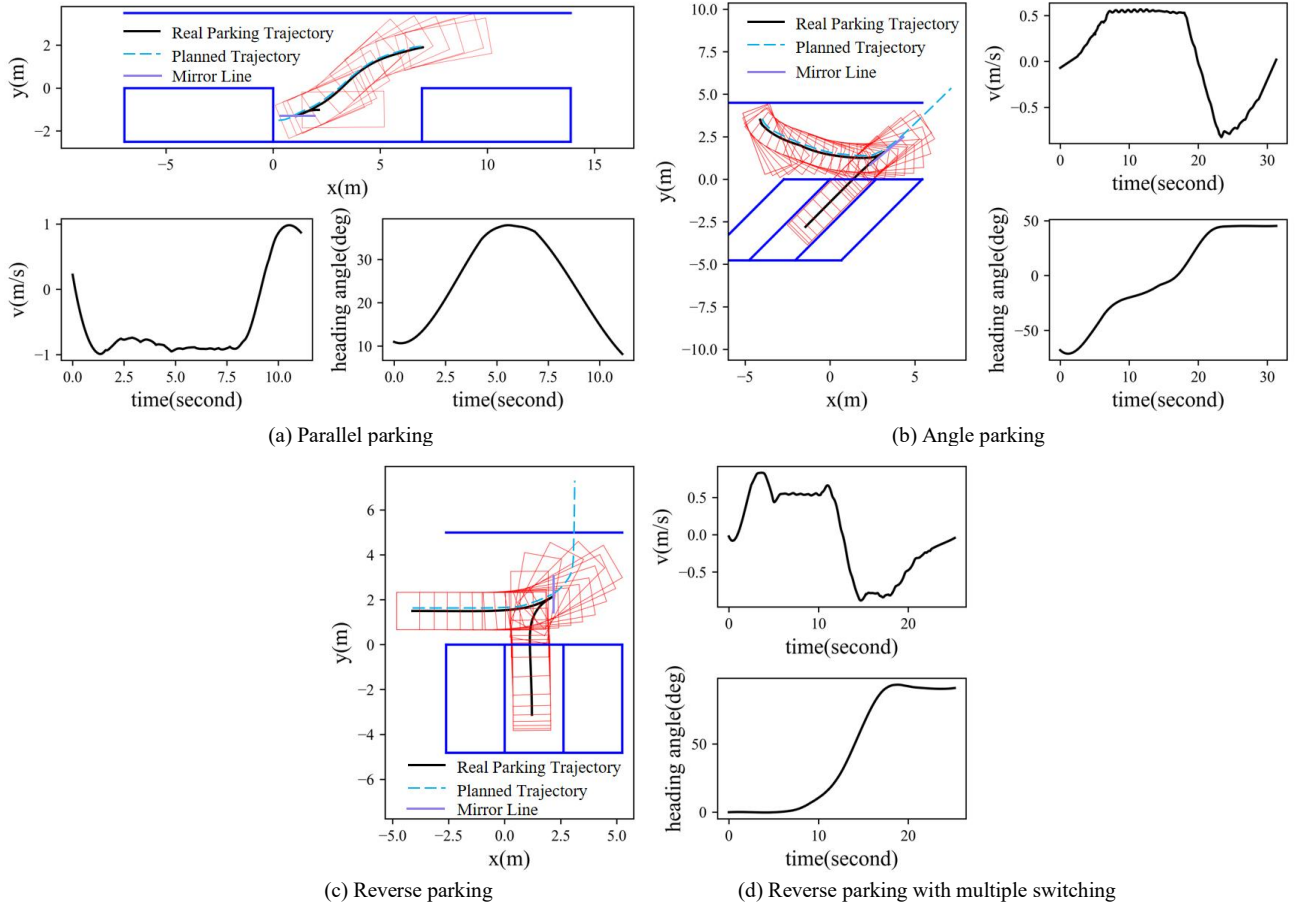 Real Parking Trajectory
Planned Trajectory
Mirror Line
y(m)
2
0
−2
−5
0
5
10
15
x(m)
v(m/s)
1
0
−1
0.0
2.5
5.0
7.5
10.0
time(second)
heading angle(deg)
30
20
10
0.0
2.5
5.0
7.5
10.0
time(second)
(a) Parallel parking
Real Parking Trajectory
Planned Trajectory
Mirror Line
y(m)
10.0
7.5
5.0
2.5
0.0
−2.5
−5.0
−7.5
−10.0
−5
0
5
x(m)
v(m/s)
0.5
0.0
−0.5
0
10
20
30
time(second)
heading angle(deg)
50
0
−50
0
10
20
30
time(second)
(b) Angle parking
y(m)
6
4
2
0
−2
−4
−6
Real Parking Trajectory
Planned Trajectory
Mirror Line
−5.0
−2.5
0.0
2.5
5.0
x(m)
(c) Reverse parking
v(m/s)
0.5
0.0
−0.5
0
10
20
time(second)
heading angle(deg)
50
0
0
10
20
time(second)
(d) Reverse parking with multiple switching